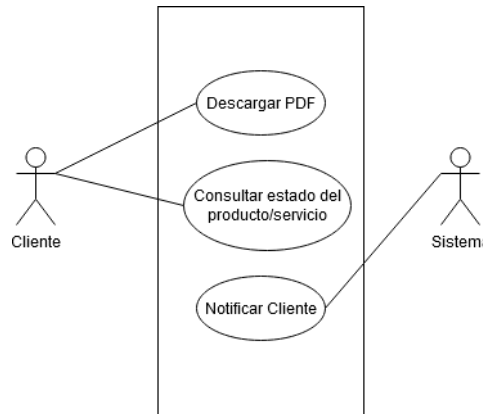 Descargar PDF
Consultar estado del
producto/servicio
Cliente
Sistema
Notificar Cliente